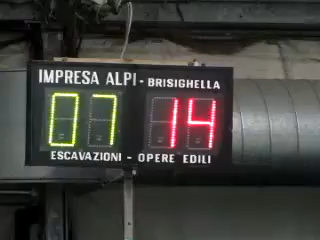 IMPRESA ALPI - BRISIGHELLA
07 14
ESCAVAZIONI - OPERE EDILI